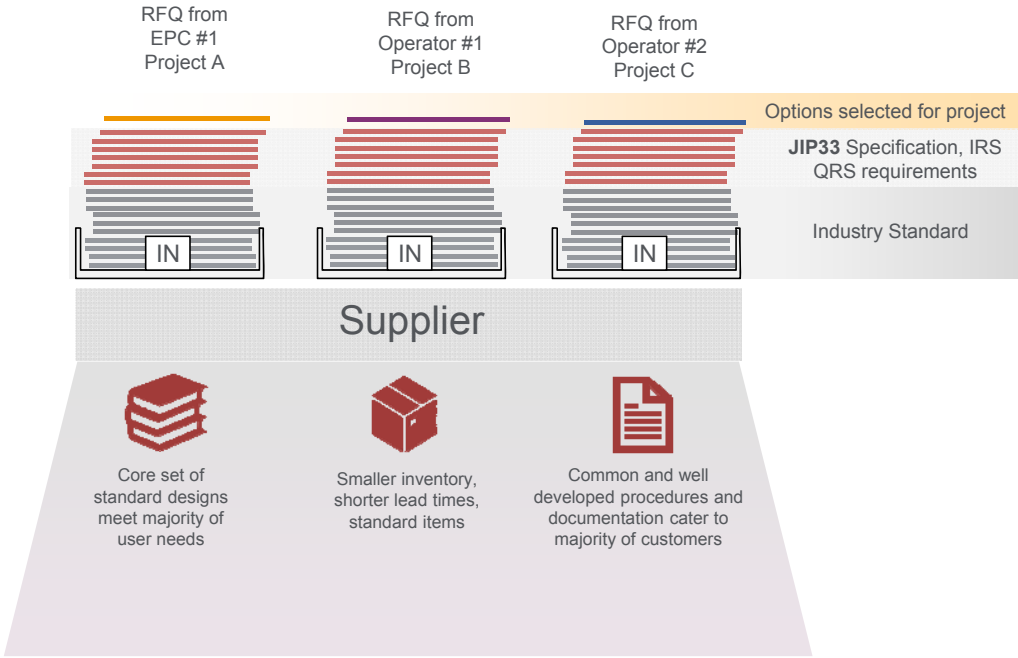 RFQ from
EPC #1
Project A
RFQ from
Operator #1
Project B
RFQ from
Operator #2
Project C
Options selected for project
JIP33 Specification, IRS
QRS requirements
Industry Standard
IN
IN
IN
Supplier
Core set of
standard designs
meet majority of
user needs
Smaller inventory,
shorter lead times,
standard items
Common and well
developed procedures and
documentation cater to
majority of customers